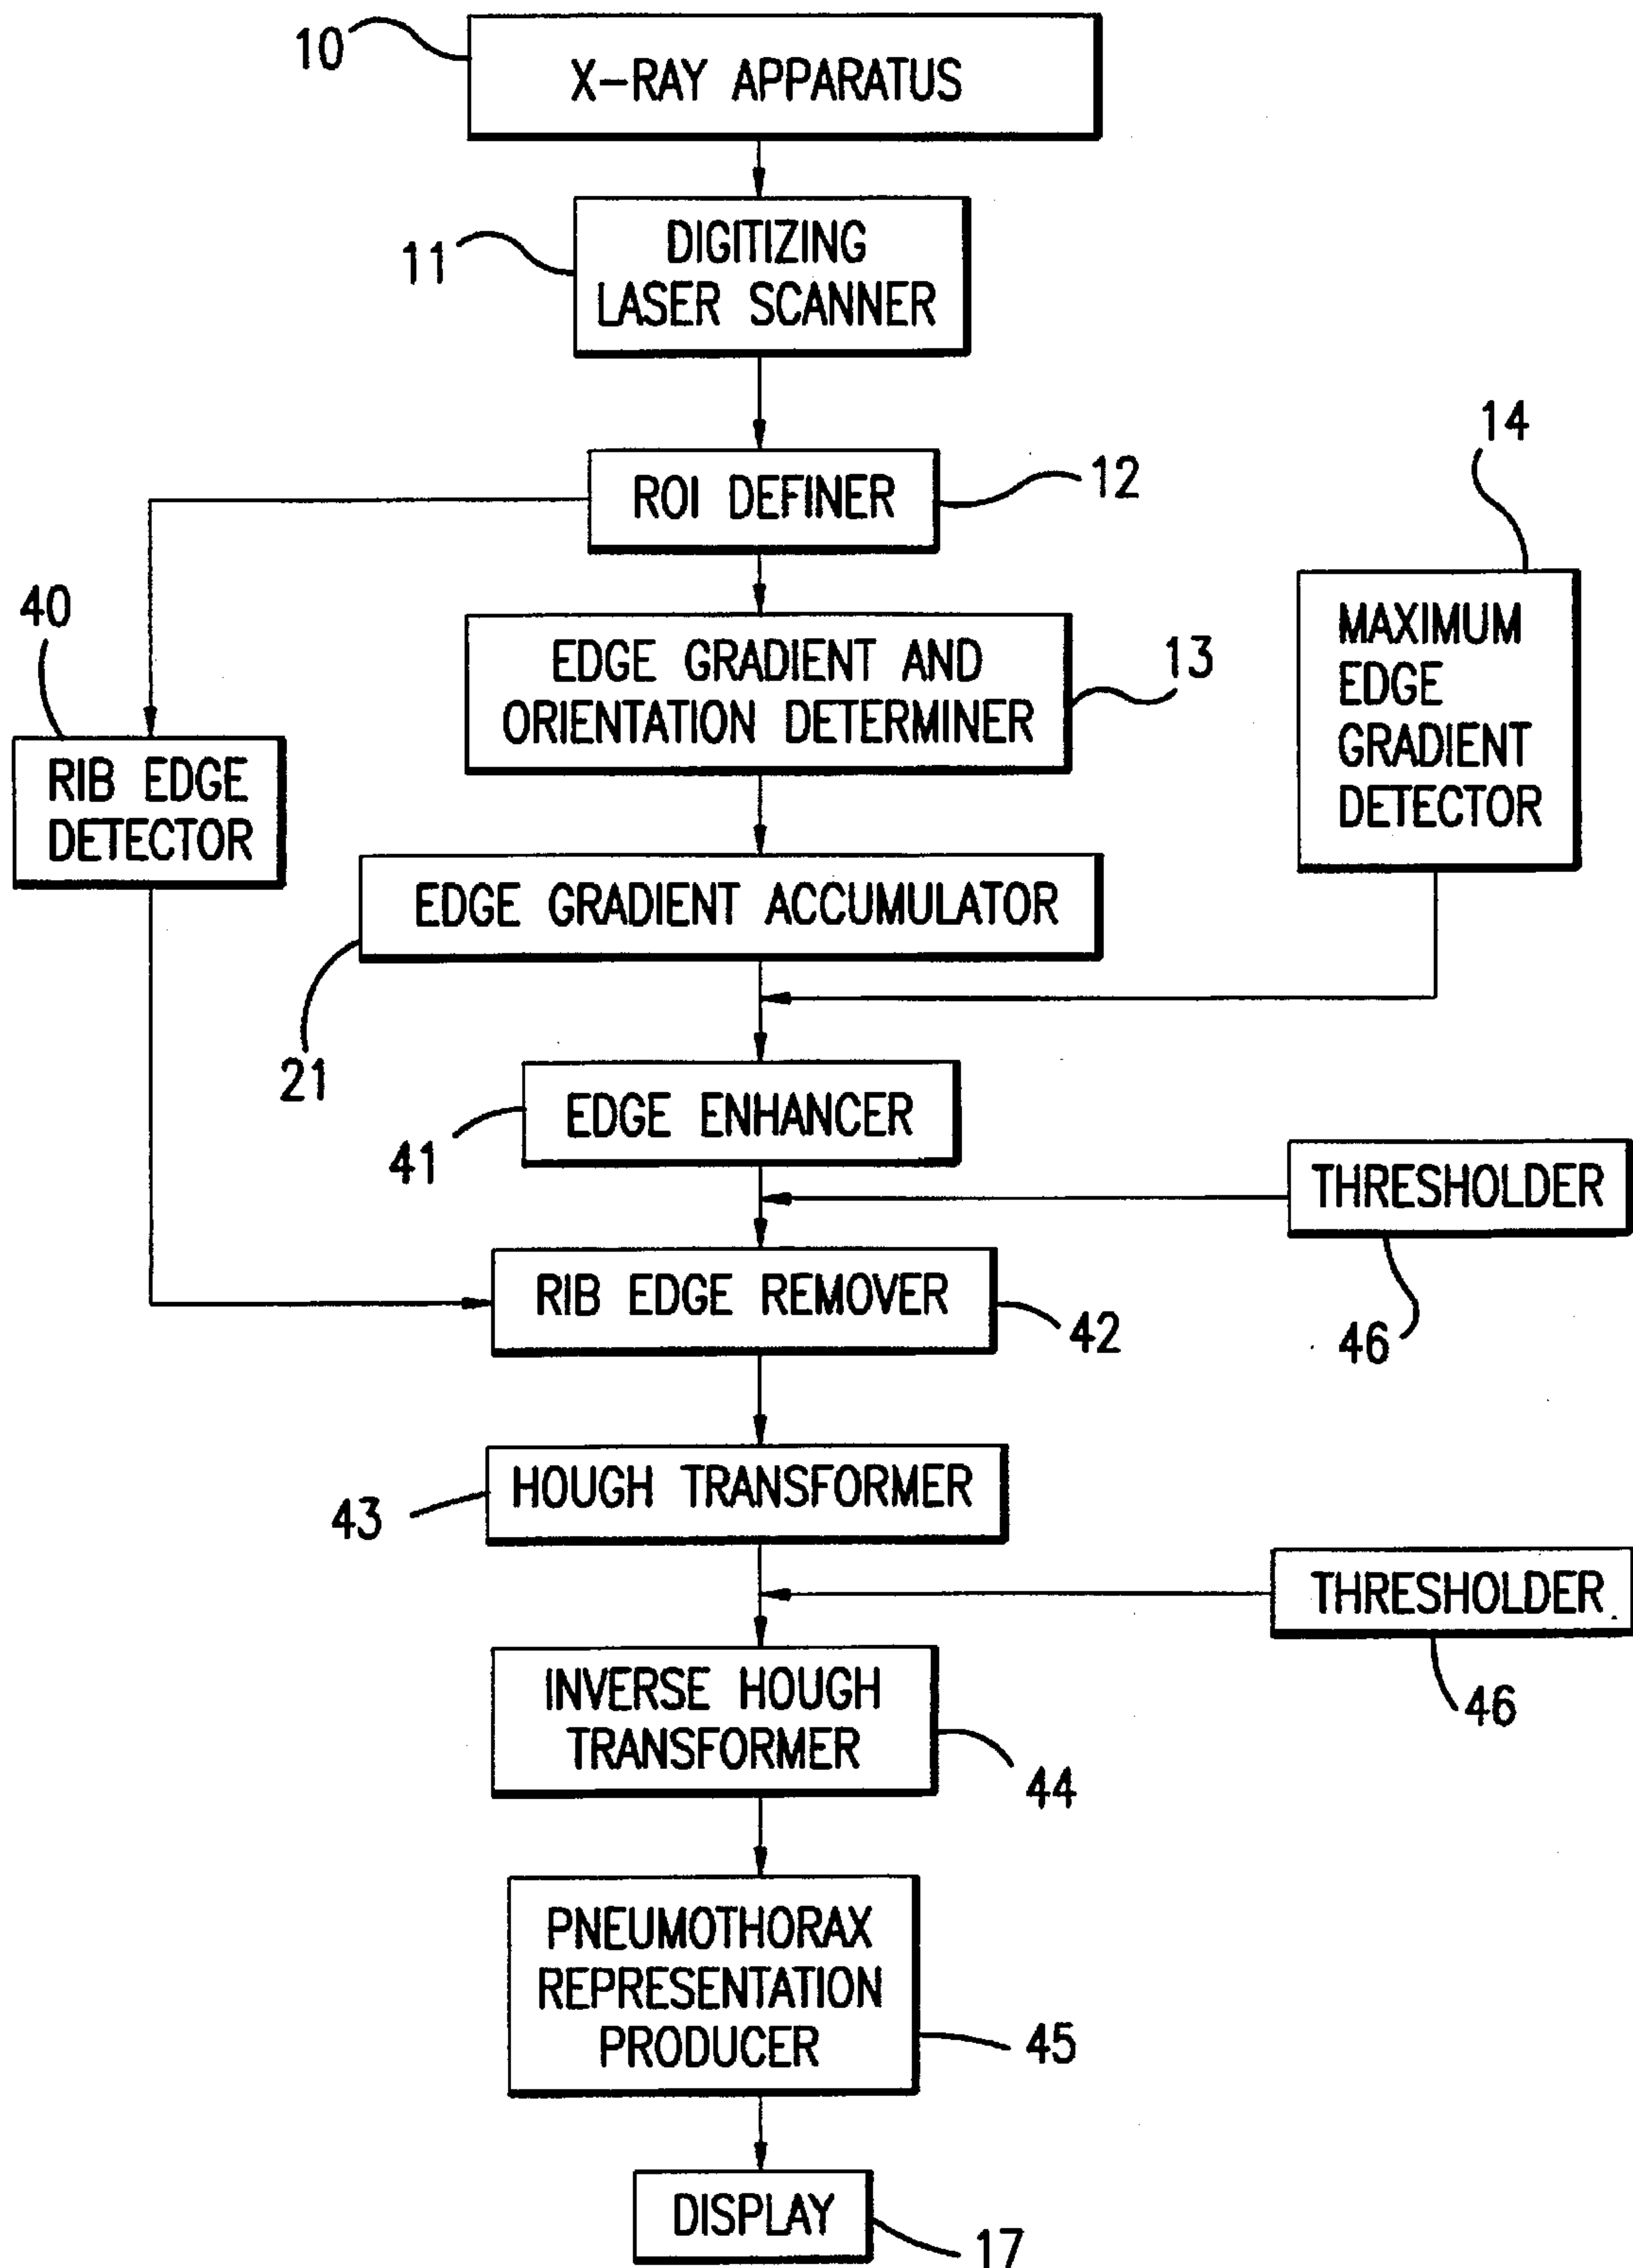 10
X-RAY APPARATUS
11
DIGITIZING
LASER SCANNER
14
ROI DEFINER
12
40
EDGE GRADIENT AND
ORIENTATION DETERMINER
13
MAXIMUM
EDGE
GRADIENT
DETECTOR
RIB EDGE
DETECTOR
EDGE GRADIENT ACCUMULATOR
21
EDGE ENHANCER
41
THRESHOLDER
46
RIB EDGE REMOVER
42
HOUGH TRANSFORMER
43
THRESHOLDER
46
INVERSE HOUGH
TRANSFORMER
44
PNEUMOTHORAX
REPRESENTATION
PRODUCER
45
DISPLAY
17